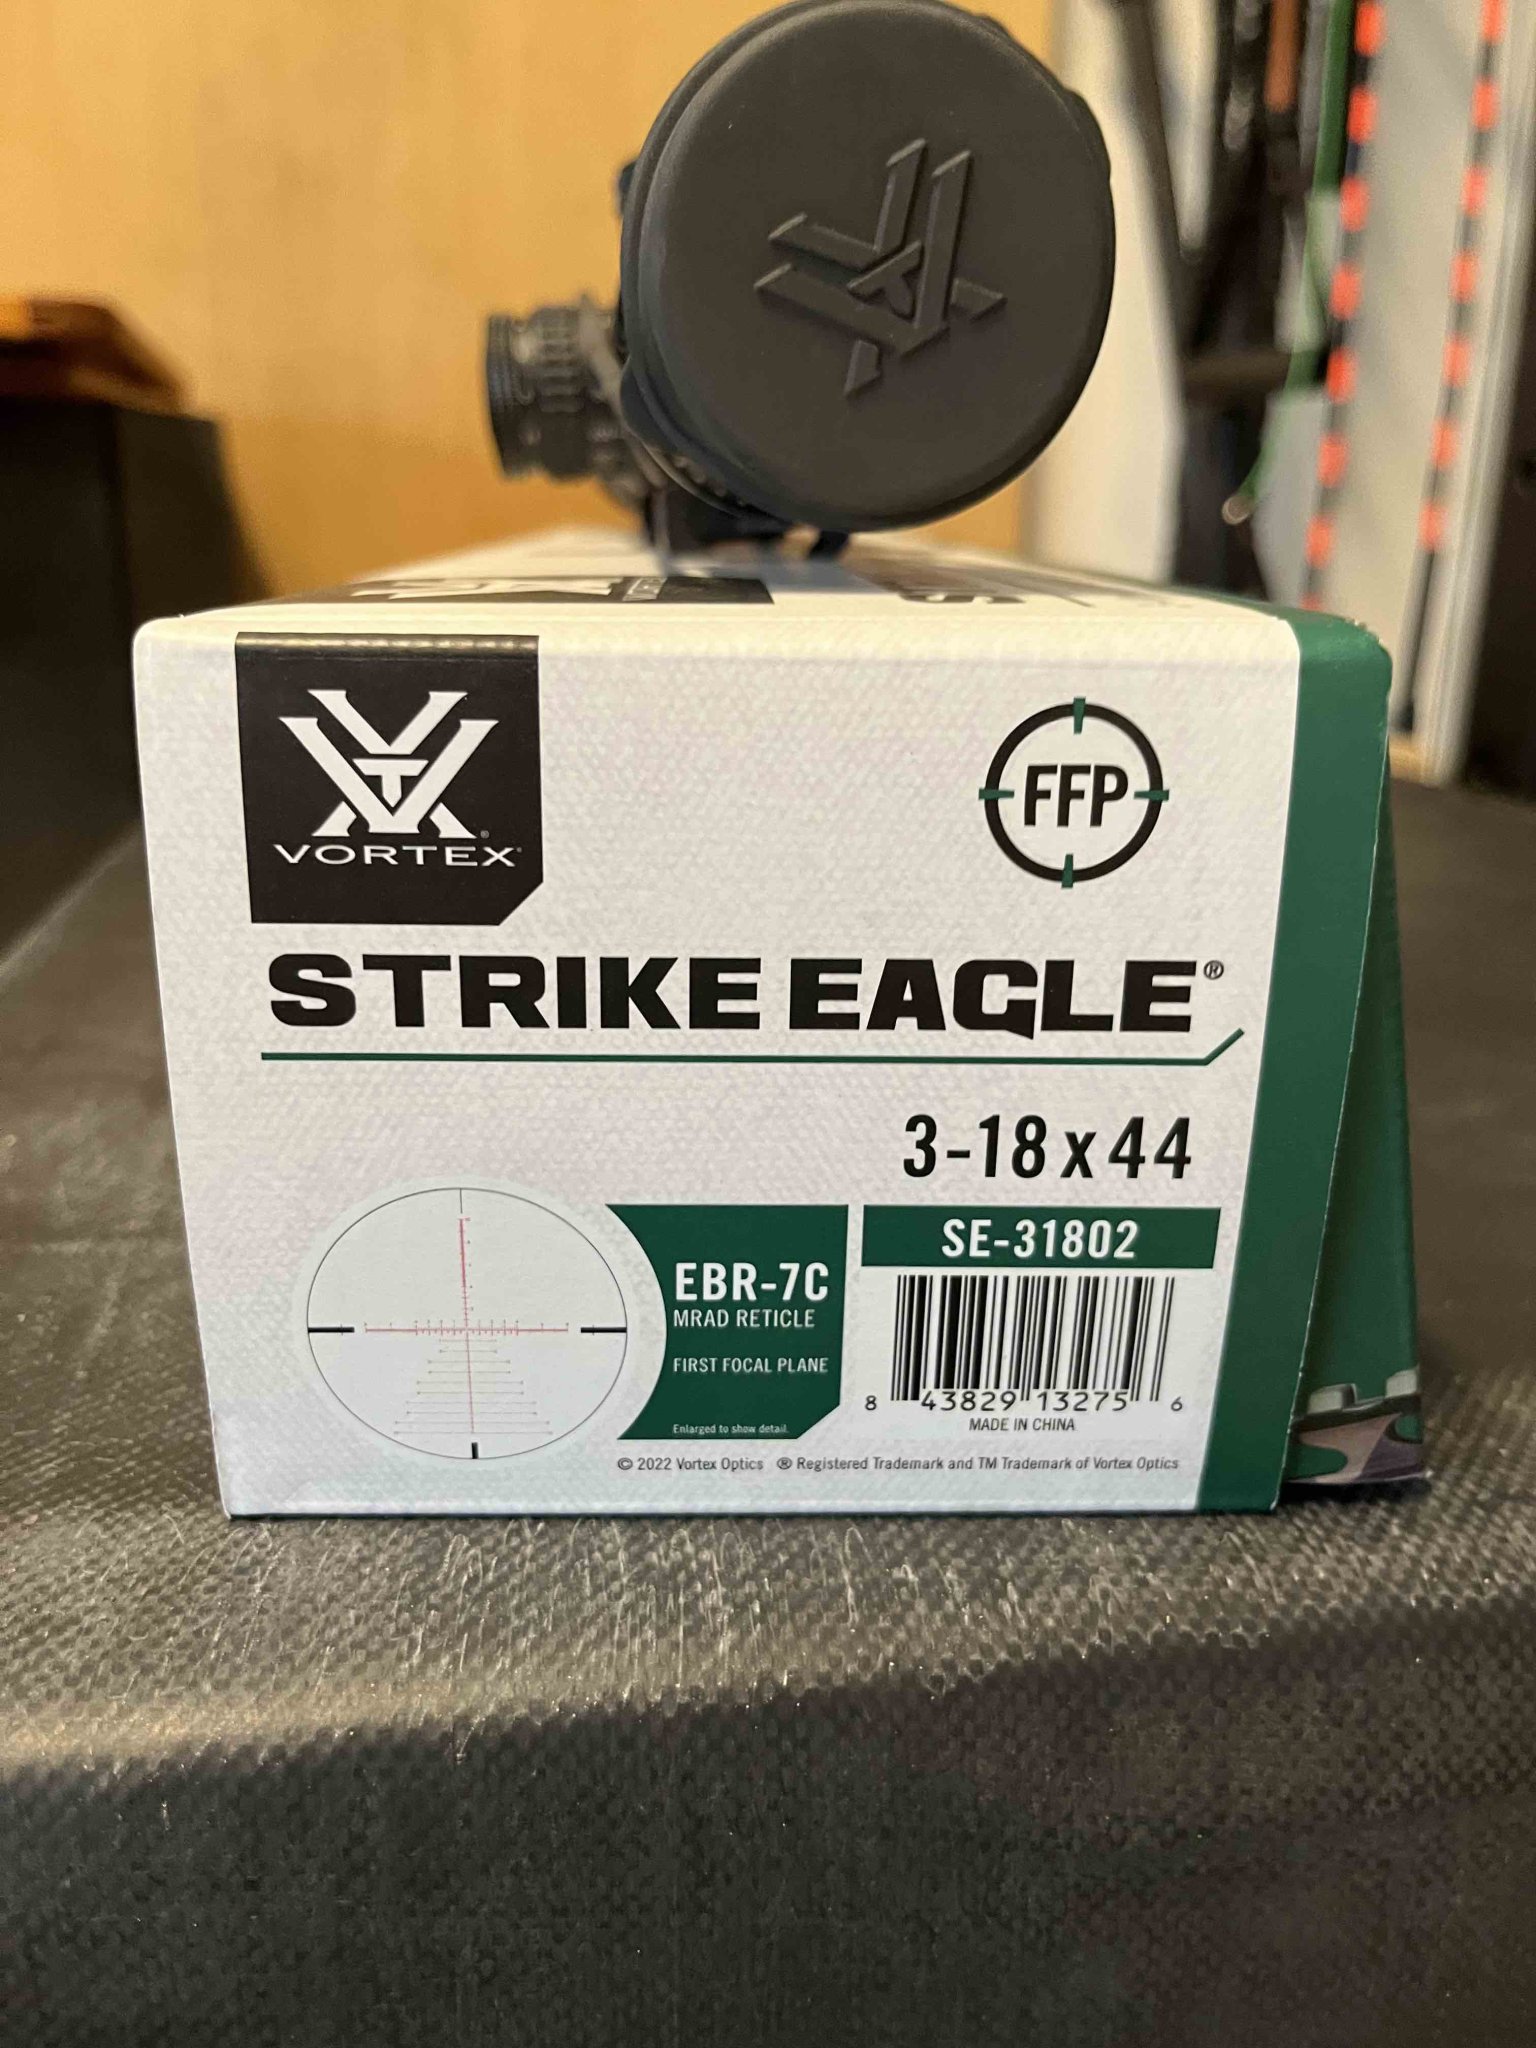 VORTEX
VORTEX®
FFP
STRIKE EAGLE®
3-18 x 44
EBR-7C
MRAD RETICLE
FIRST FOCAL PLANE
Enlarged to show detail.
SE-31802
8 43829 13275 6
MADE IN CHINA
© 2022 Vortex Optics ® Registered Trademark and TM Trademark of Vortex Optics